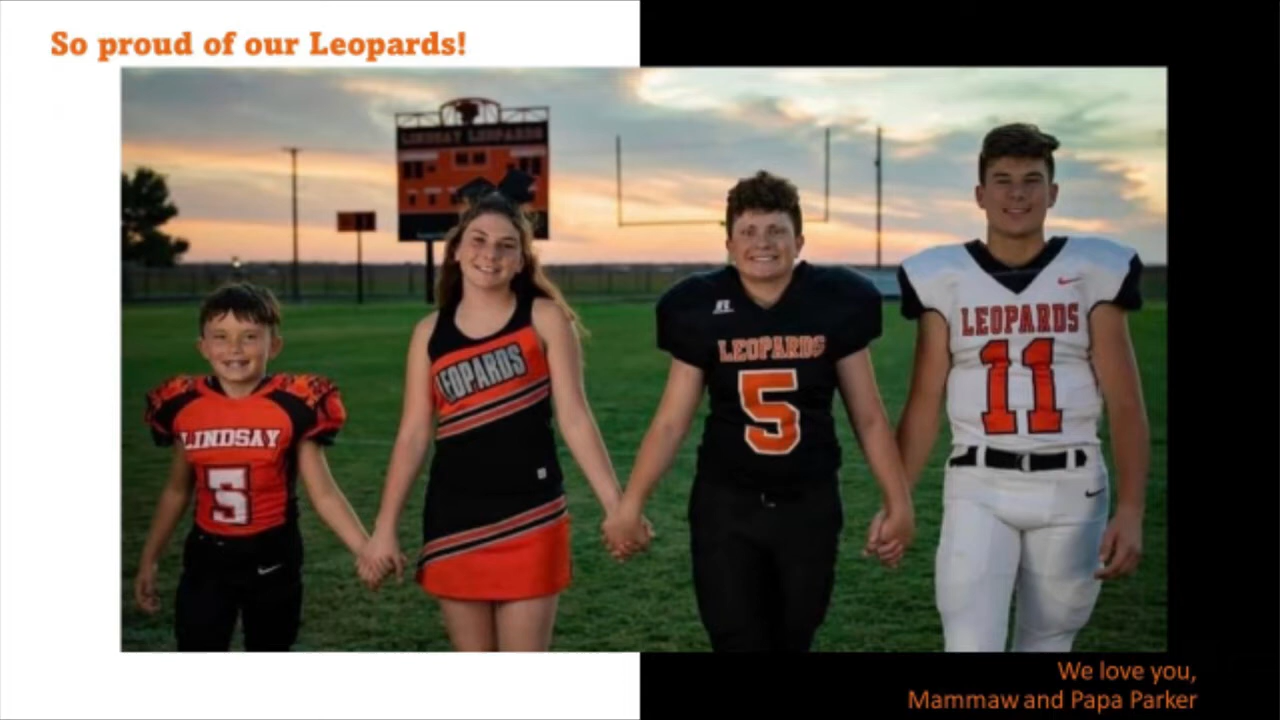 So proud of our Leopards!
LINDSAY LEOPARDS
LINDSAY
5
LEOPARDS
LEOPARDS
5
LEOPARDS
11
We love you,
Mammaw and Papa Parker